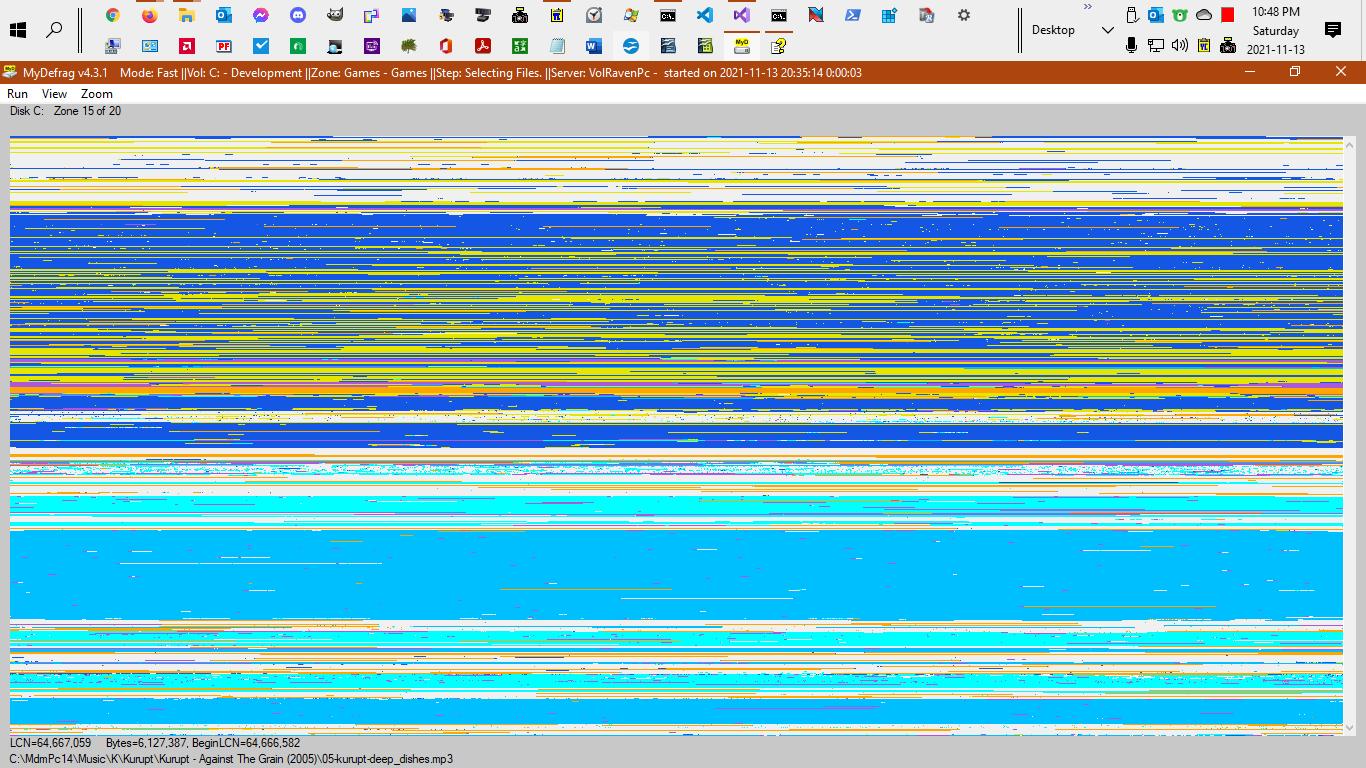 10:48 PM
Desktop
Saturday
2021-11-13
MyDefrag v4.3.1 Mode: Fast ||Vol: C: - Development ||Zone: Games - Games ||Step: Selecting Files. ||Server: VolRavenPc - started on 2021-11-13 20:35:14 0:00:03
Run View Zoom
Disk C: Zone 15 of 20
LCN=64,667,059 Bytes=6,127,387, BeginLCN=64,666,582
C:\MdmPc14\Music\K\Kurupt\Kurupt - Against The Grain (2005)\05-kurupt-deep_dishes.mp3